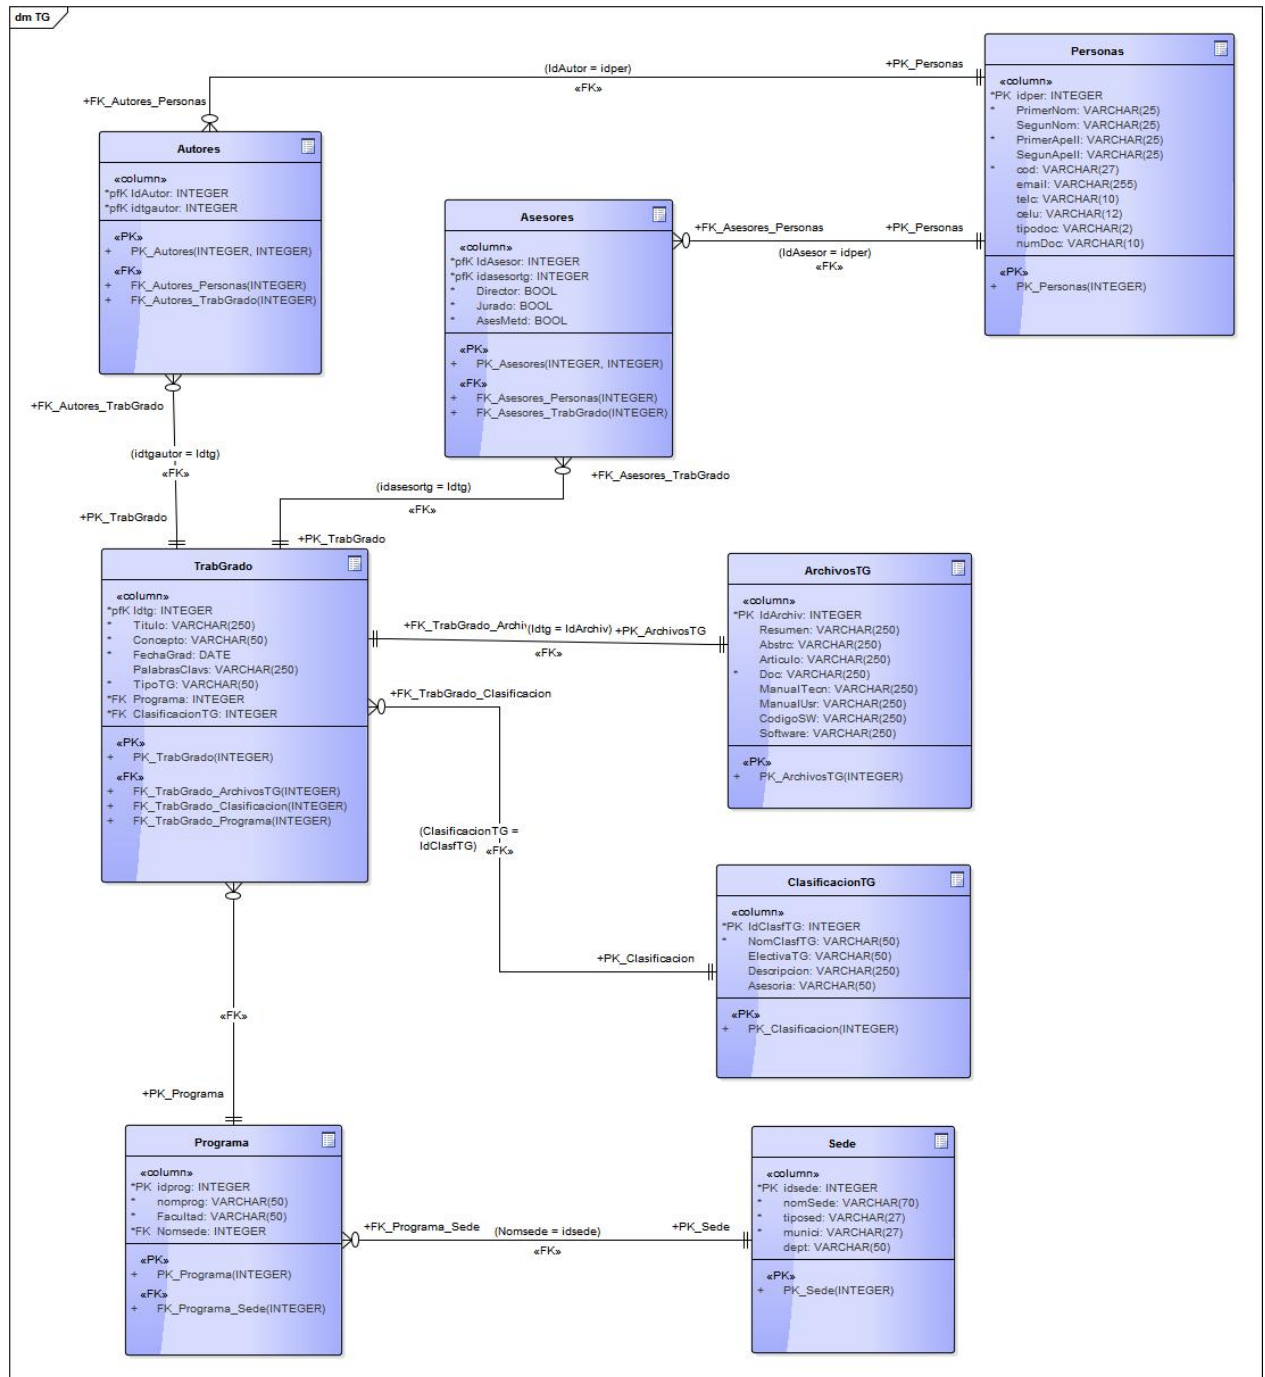 dm TG
Personas
«column»
*PK idper: INTEGER
* PrimerNom: VARCHAR(25)
SegunNom: VARCHAR(25)
* PrimerApell: VARCHAR(25)
SegunApell: VARCHAR(25)
* cod: VARCHAR(27)
email: VARCHAR(255)
telc: VARCHAR(10)
celu: VARCHAR(12)
tipodoc: VARCHAR(2)
numDoc: VARCHAR(10)
«PK»
+ PK_Personas(INTEGER)
(IdAutor = idper)
«FK»
+PK_Personas
+FK_Autores_Personas
Autores
«column»
*pfK IdAutor: INTEGER
*pfK idtgautor: INTEGER
«PK»
+ PK_Autores(INTEGER, INTEGER)
«FK»
+ FK_Autores_Personas(INTEGER)
+ FK_Autores_TrabGrado(INTEGER)
Asesores
«column»
*pfK IdAsesor: INTEGER
*pfK idasesortg: INTEGER
* Director: BOOL
* Jurado: BOOL
* AsesMetd: BOOL
«PK»
+ PK_Asesores(INTEGER, INTEGER)
«FK»
+ FK_Asesores_Personas(INTEGER)
+ FK_Asesores_TrabGrado(INTEGER)
+FK_Asesores_Personas
+PK_Personas
(IdAsesor = idper)
«FK»
+FK_Autores_TrabGrado
(idtgautor = Idtg)
«FK»
+PK_TrabGrado
+FK_Asesores_TrabGrado
(idasesortg = Idtg)
«FK»
+PK_TrabGrado
TrabGrado
«column»
*pfK Idtg: INTEGER
* Titulo: VARCHAR(250)
* Concepto: VARCHAR(50)
* FechaGrad: DATE
PalabrasClavs: VARCHAR(250)
* TipoTG: VARCHAR(50)
*FK Programa: INTEGER
*FK ClasificacionTG: INTEGER
«PK»
+ PK_TrabGrado(INTEGER)
«FK»
+ FK_TrabGrado_ArchivosTG(INTEGER)
+ FK_TrabGrado_Clasificacion(INTEGER)
+ FK_TrabGrado_Programa(INTEGER)
+FK_TrabGrado_Archiv(Idtg = IdArchiv) +PK_ArchivosTG
«FK»
ArchivosTG
«column»
*PK IdArchiv: INTEGER
Resumen: VARCHAR(250)
Abstrc: VARCHAR(250)
Articulo: VARCHAR(250)
* Doc: VARCHAR(250)
ManualTecn: VARCHAR(250)
ManualUsr: VARCHAR(250)
CodigoSW: VARCHAR(250)
Software: VARCHAR(250)
«PK»
+ PK_ArchivosTG(INTEGER)
+FK_TrabGrado_Clasificacion
(ClasificacionTG =
IdClasfTG) «FK»
+PK_Clasificacion
ClasificacionTG
«column»
*PK IdClasfTG: INTEGER
* NomClasfTG: VARCHAR(50)
ElectivaTG: VARCHAR(50)
Descripcion: VARCHAR(250)
Asesoria: VARCHAR(50)
«PK»
+ PK_Clasificacion(INTEGER)
«FK»
+PK_Programa
Programa
«column»
*PK idprog: INTEGER
* nomprog: VARCHAR(50)
* Facultad: VARCHAR(50)
*FK Nomsede: INTEGER
«PK»
+ PK_Programa(INTEGER)
«FK»
+ FK_Programa_Sede(INTEGER)
+FK_Programa_Sede
(Nomsede = idsede)
«FK»
+PK_Sede
Sede
«column»
*PK idsede: INTEGER
* nomSede: VARCHAR(70)
* tiposed: VARCHAR(27)
* munici: VARCHAR(27)
* dept: VARCHAR(50)
«PK»
+ PK_Sede(INTEGER)